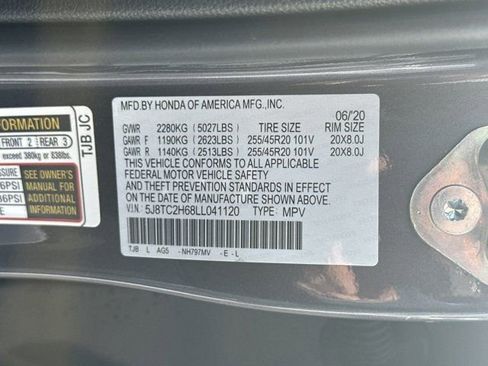 MFD.BY HONDA OF AMERICA MFG.,INC.
06/'20
GVWR 2280KG (5027LBS) TIRE SIZE RIM SIZE
GAWR F 1190KG (2623LBS) 255/45R20 101V 20X8.0J
GAWR R 1140KG (2513LBS) 255/45R20 101V 20X8.0J
THIS VEHICLE CONFORMS TO ALL APPLICABLE
FEDERAL MOTOR VEHICLE SAFETY
AND THEFT PREVENTION STANDARDS IN EFFECT
ON THE DATE OF MANUFACTURE SHOWN ABOVE.
V.I.N. 5J8TC2H68LL041120 TYPE: MPV
TJB L AG5 -NH797MV -E-L
FORMATION
FRONT 2 REAR 3
exceed 380kg or 838lbs.
SEE OWNER'S
MANUAL FOR
ADDITIONAL
INFORMATION
TJB JC